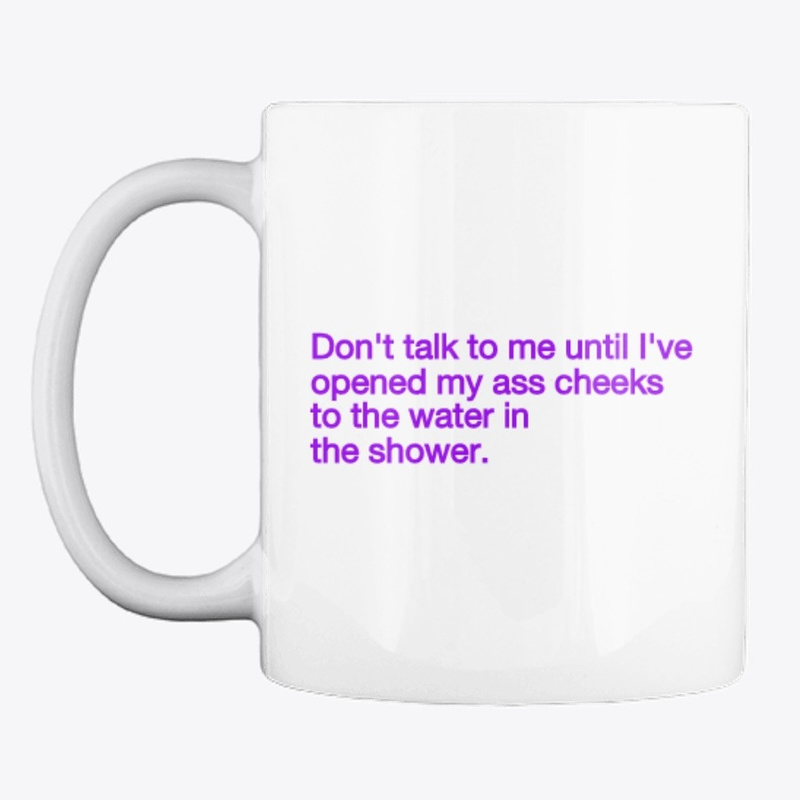 Don't talk to me until I've
opened my ass cheeks
to the water in
the shower.